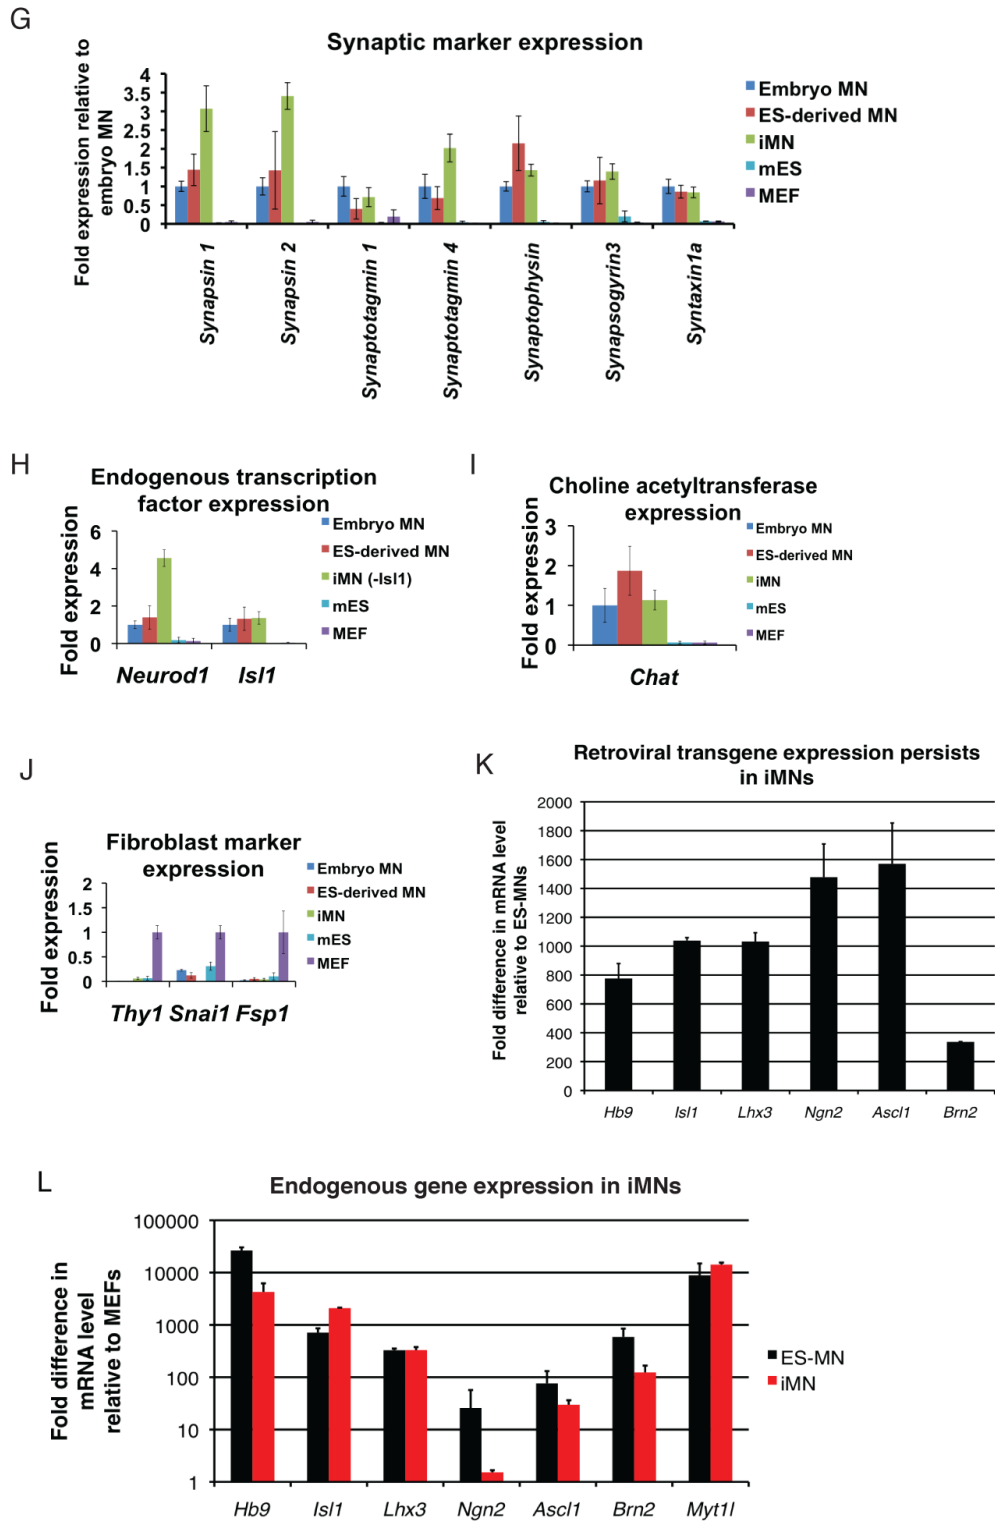 G
Synaptic marker expression
Fold expression relative to
embryo MN
4
3.5
3
2.5
2
1.5
1
0.5
0
Synapsin 1
Synapsin 2
Synaptotagmin 1
Synaptotagmin 4
Synaptophysin
Synapsogyrin3
Syntaxin1a
Embryo MN
ES-derived MN
iMN
mES
MEF
H
Endogenous transcription
factor expression
Fold expression
6
4
2
0
Neurod1
Isl1
Embryo MN
ES-derived MN
iMN (-Isl1)
mES
MEF
I
Choline acetyltransferase
expression
Fold expression
3
2
1
0
Chat
Embryo MN
ES-derived MN
iMN
mES
MEF
J
Fibroblast marker
expression
Fold expression
2
1.5
1
0.5
0
Thy1 Snai1 Fsp1
Embryo MN
ES-derived MN
iMN
mES
MEF
K
Retroviral transgene expression persists
in iMNs
Fold difference in mRNA level
relative to ES-MNs
2000
1800
1600
1400
1200
1000
800
600
400
200
0
Hb9
Isl1
Lhx3
Ngn2
Ascl1
Brn2
L
Endogenous gene expression in iMNs
Fold difference in
mRNA level
relative to MEFs
100000
10000
1000
100
10
1
Hb9
Isl1
Lhx3
Ngn2
Ascl1
Brn2
Myt1l
ES-MN
iMN